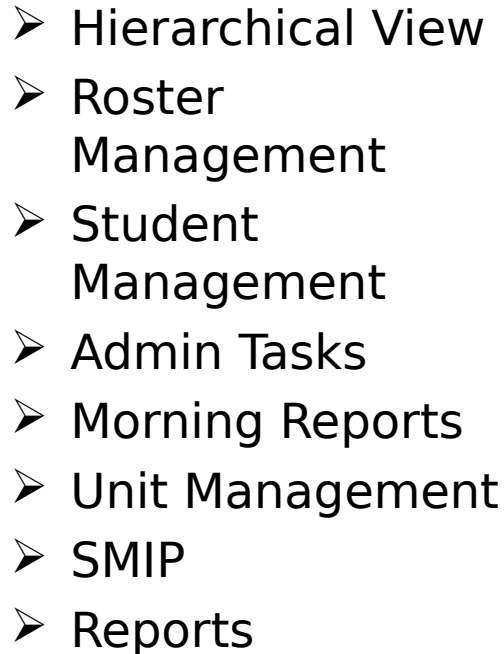 ➢ Hierarchical View
➢ Roster
Management
➢ Student
Management
➢ Admin Tasks
➢ Morning Reports
➢ Unit Management
➢ SMIP
➢ Reports